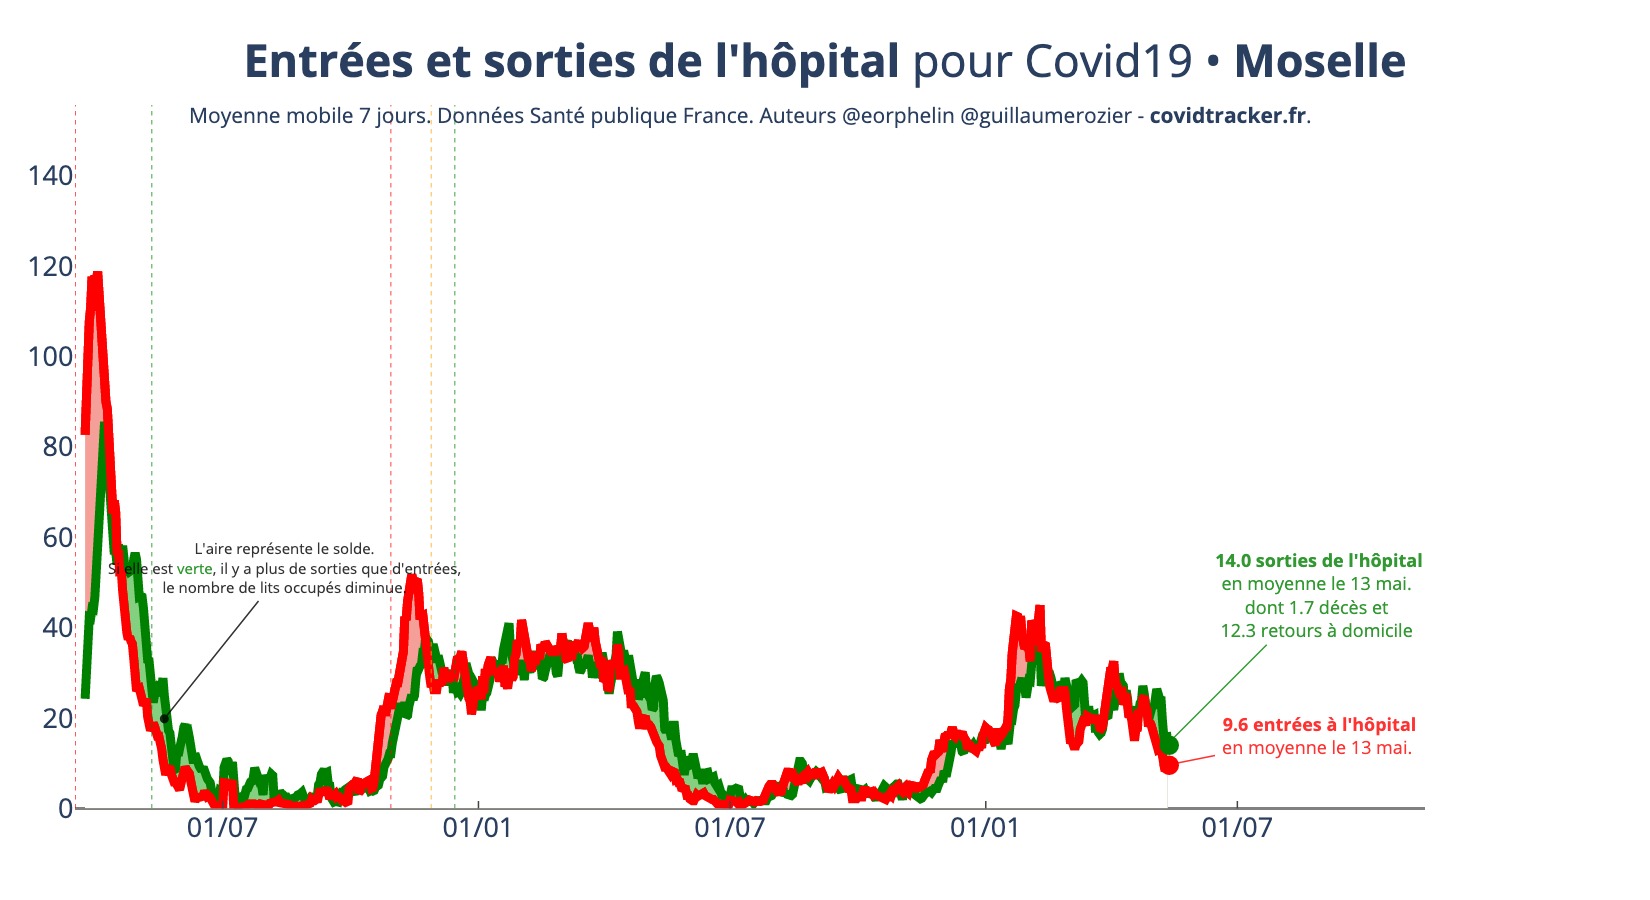 Entrées et sorties de l'hôpital pour Covid19 • Moselle
Moyenne mobile 7 jours. Données Santé publique France. Auteurs @eorphelin @guillaumerozier - covidtracker.fr.
140
120
100
80
60
40
20
0
L'aire représente le solde.
Si elle est verte, il y a plus de sorties que d'entrées,
le nombre de lits occupés diminue.
14.0 sorties de l'hôpital
en moyenne le 13 mai.
dont 1.7 décès et
12.3 retours à domicile
9.6 entrées à l'hôpital
en moyenne le 13 mai.
01/07
01/01
01/07
01/01
01/07